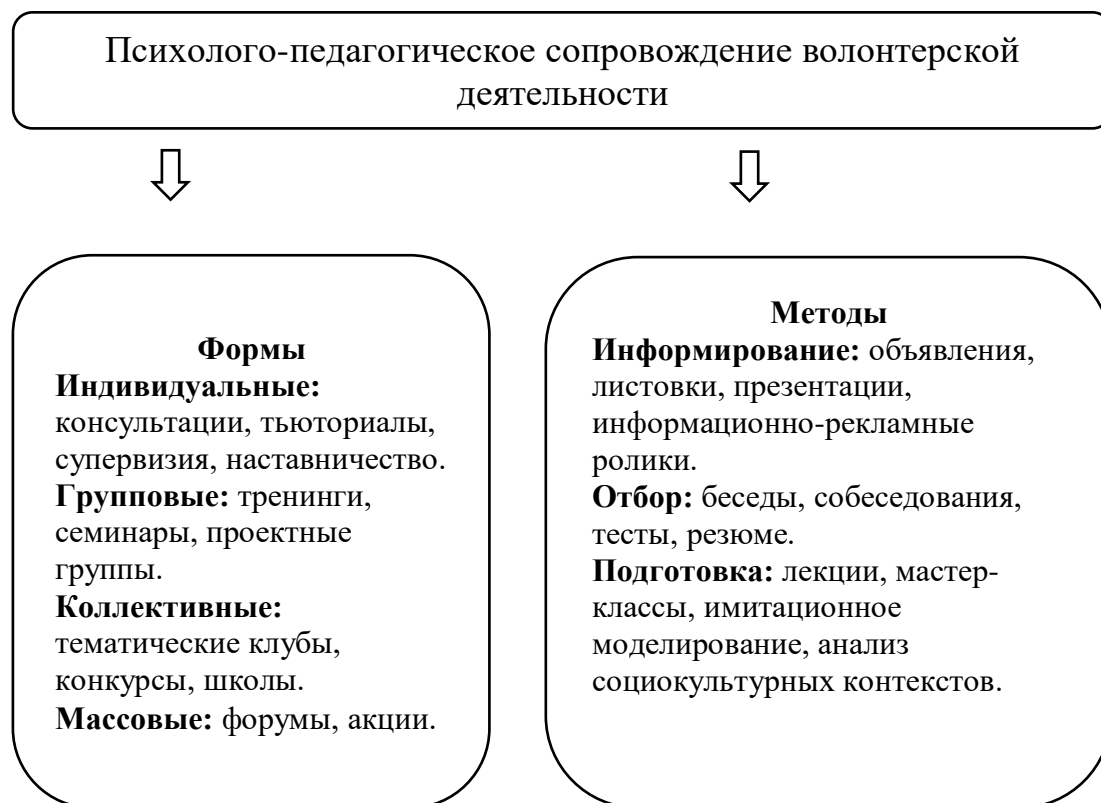 Психолого-педагогическое сопровождение волонтерской
деятельности
Формы
Индивидуальные:
консультации, тьюториалы,
супервизия, наставничество.
Групповые: тренинги,
семинары, проектные
группы.
Коллективные:
тематические клубы,
конкурсы, школы.
Массовые: форумы, акции.
Методы
Информирование: объявления,
листовки, презентации,
информационно-рекламные
ролики.
Отбор: беседы, собеседования,
тесты, резюме.
Подготовка: лекции, мастер-
классы, имитационное
моделирование, анализ
социокультурных контекстов.